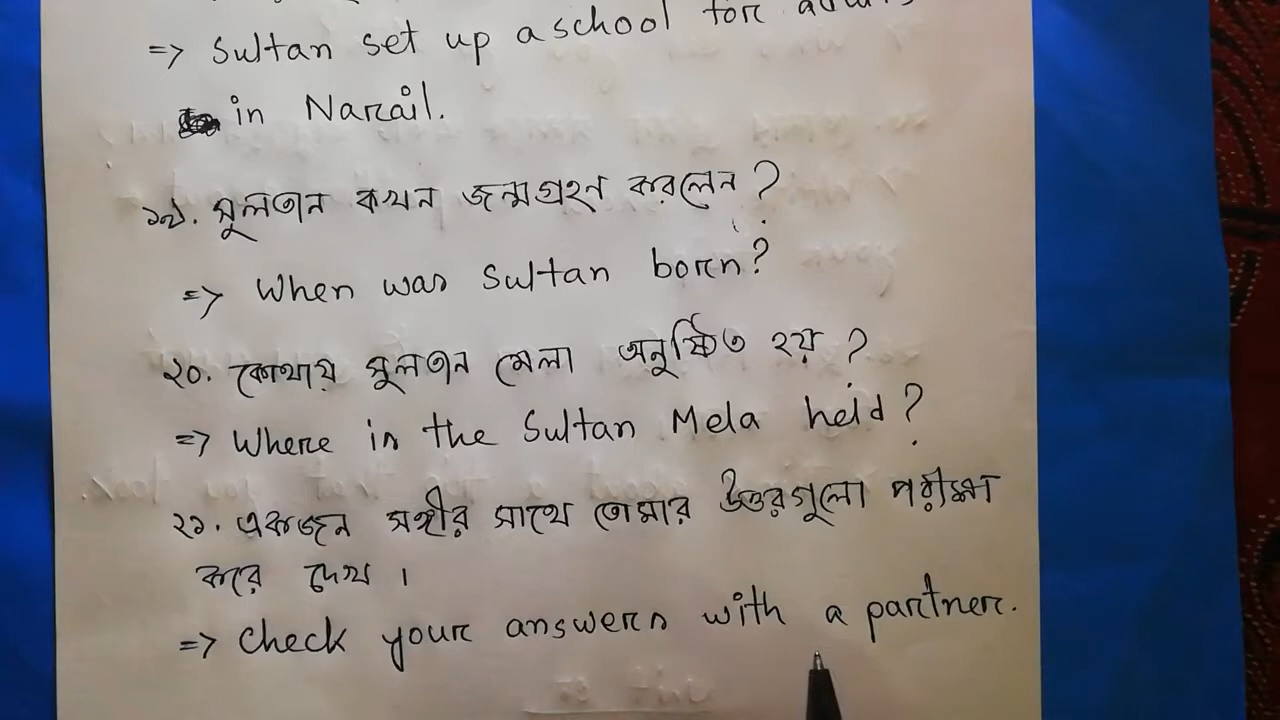 => Sultan set up a school for
in Narail.
১৯. সুলতান কখন জন্মগ্রহণ করলেন?
=> When was Sultan born?
২০. কোথায় সুলতান মেলা অনুষ্ঠিত হয়?
=> Where is the Sultan Mela held?
২১. একজন সঙ্গীর সাথে তোমার উত্তরগুলো পরীক্ষা
করে দেখ।
=> Check your answers with a partner.